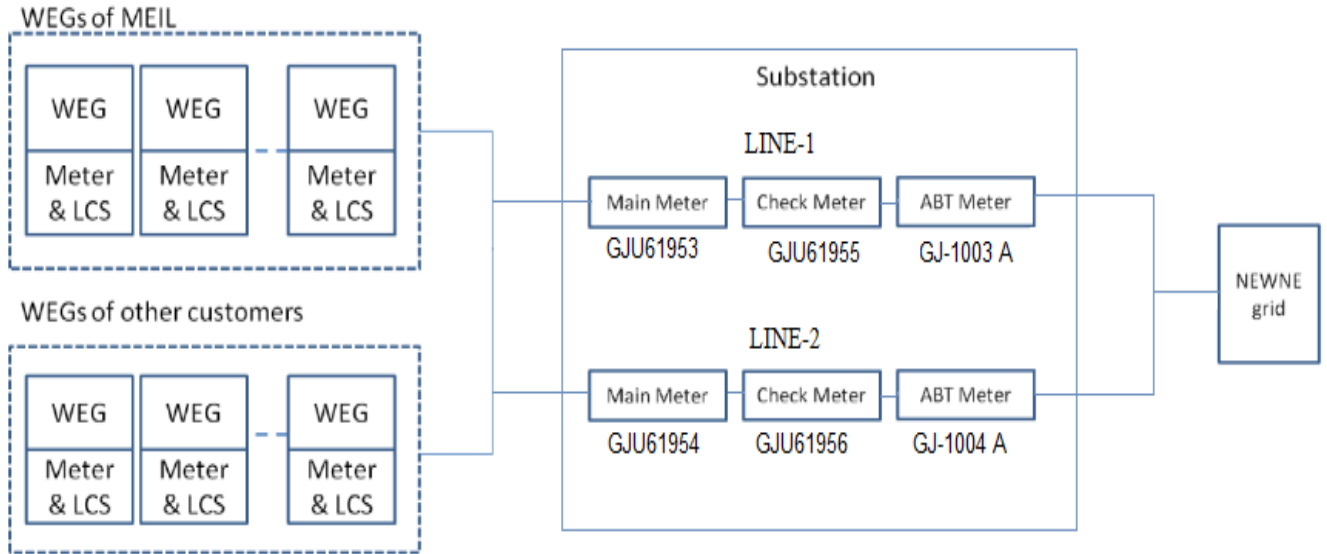 WEGs of MEIL
WEG WEG WEG
Meter & LCS Meter & LCS Meter & LCS
WEGs of other customers
WEG WEG WEG
Meter & LCS Meter & LCS Meter & LCS
Substation
LINE-1
Main Meter Check Meter ABT Meter
GJU61953 GJU61955 GJ-1003 A
LINE-2
Main Meter Check Meter ABT Meter
GJU61954 GJU61956 GJ-1004 A
NEWNE
grid